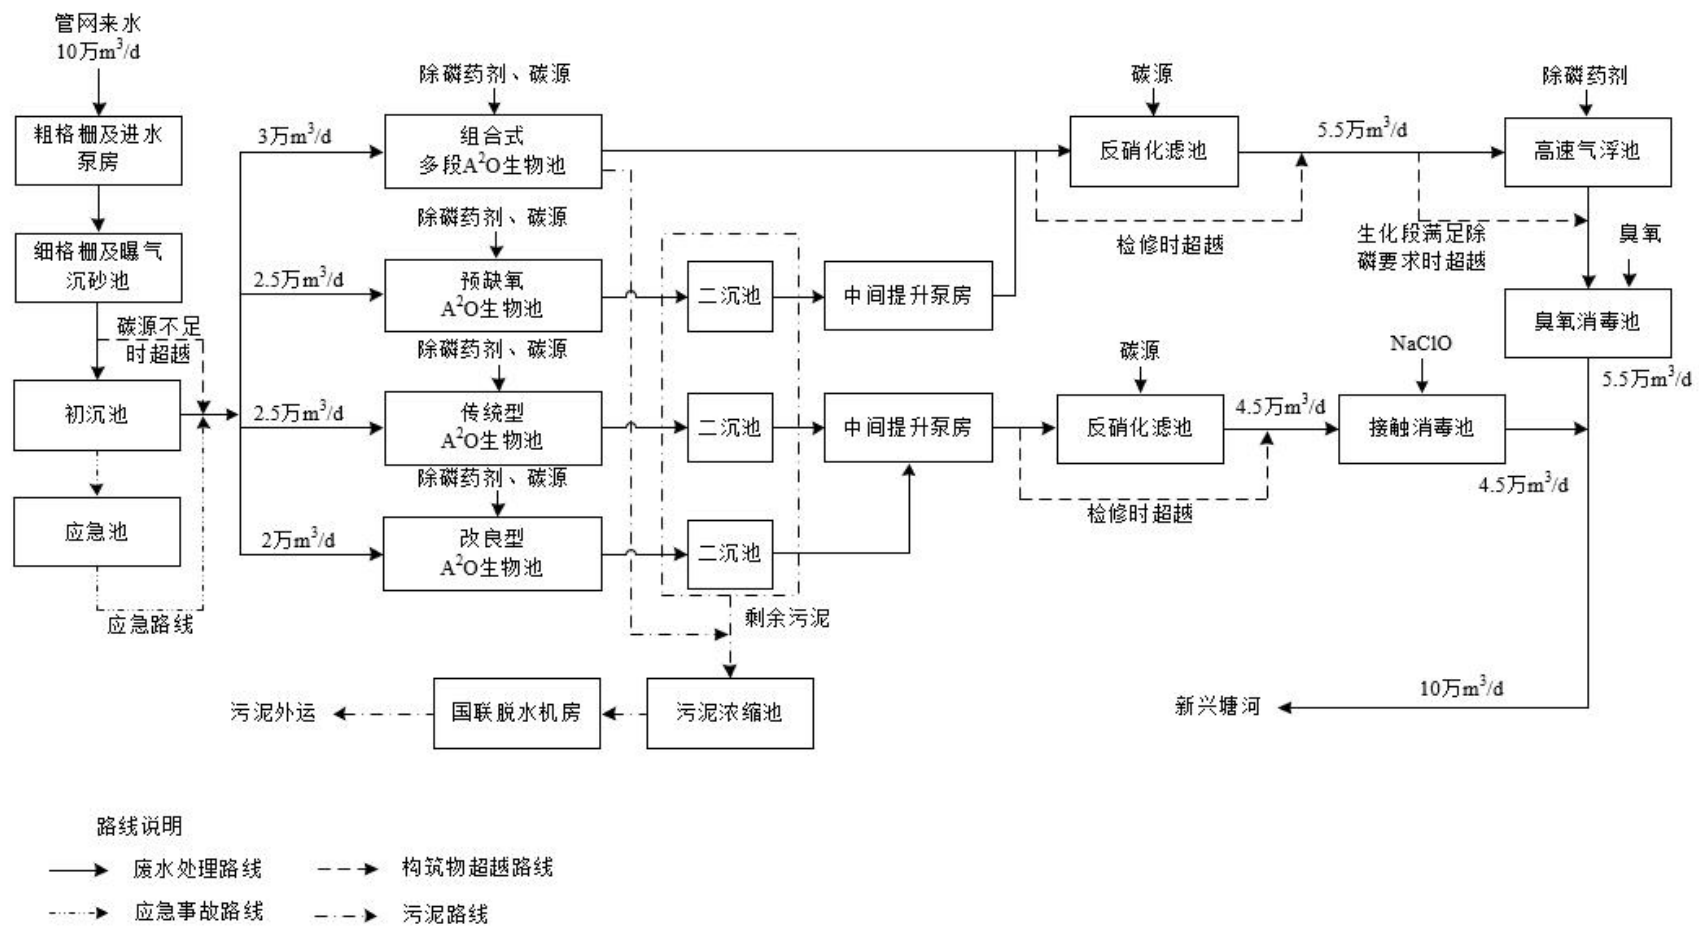 管网来水
10万m³/d
粗格栅及进水
泵房
细格栅及曝气
沉砂池
碳源不足
时超越
初沉池
应急池
应急路线
3万m³/d
2.5万m³/d
2.5万m³/d
2万m³/d
除磷药剂、碳源
组合式
多段A²O生物池
除磷药剂、碳源
预缺氧
A²O生物池
除磷药剂、碳源
传统型
A²O生物池
除磷药剂、碳源
改良型
A²O生物池
二沉池
二沉池
二沉池
剩余污泥
中间提升泵房
中间提升泵房
碳源
反硝化滤池
检修时超越
5.5万m³/d
除磷药剂
高速气浮池
生化段满足除
磷要求时超越
臭氧
臭氧消毒池
5.5万m³/d
碳源
反硝化滤池
检修时超越
4.5万m³/d
NaClO
接触消毒池
4.5万m³/d
10万m³/d
新兴塘河
污泥浓缩池
国联脱水机房
污泥外运
路线说明
废水处理路线
构筑物超越路线
应急事故路线
污泥路线